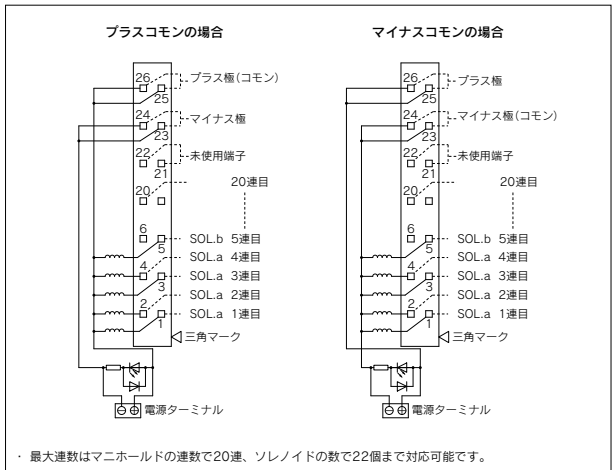 プラスコモンの場合
26
プラス極(コモン)
25
24
マイナス極
23
22
未使用端子
21
20
20連目
6
SOL.b 5連目
5
SOL.a 4連目
4
SOL.a 3連目
3
SOL.a 2連目
2
SOL.a 1連目
1
三角マーク
⊖ ⊕ 電源ターミナル
マイナスコモンの場合
26
プラス極
25
24
マイナス極(コモン)
23
22
未使用端子
21
20
20連目
6
SOL.b 5連目
5
SOL.a 4連目
4
SOL.a 3連目
3
SOL.a 2連目
2
SOL.a 1連目
1
三角マーク
⊖ ⊕ 電源ターミナル
・ 最大連数はマニホールドの連数で20連、ソレノイドの数で22個まで対応可能です。